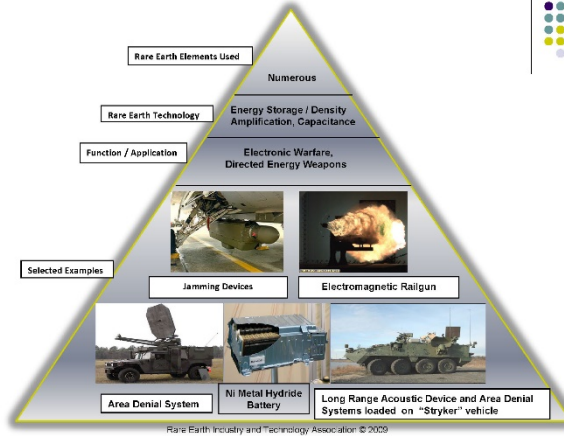 Rare Earth Elements Used
Numerous
Rare Earth Technology
Energy Storage / Density
Amplification, Capacitance
Function / Application
Electronic Warfare,
Directed Energy Weapons
Selected Examples
Jamming Devices
Electromagnetic Railgun
Area Denial System
Ni Metal Hydride
Battery
Long Range Acoustic Device and Area Denial
Systems loaded on "Stryker" vehicle
Rare Earth Industry and Technology Association © 2009